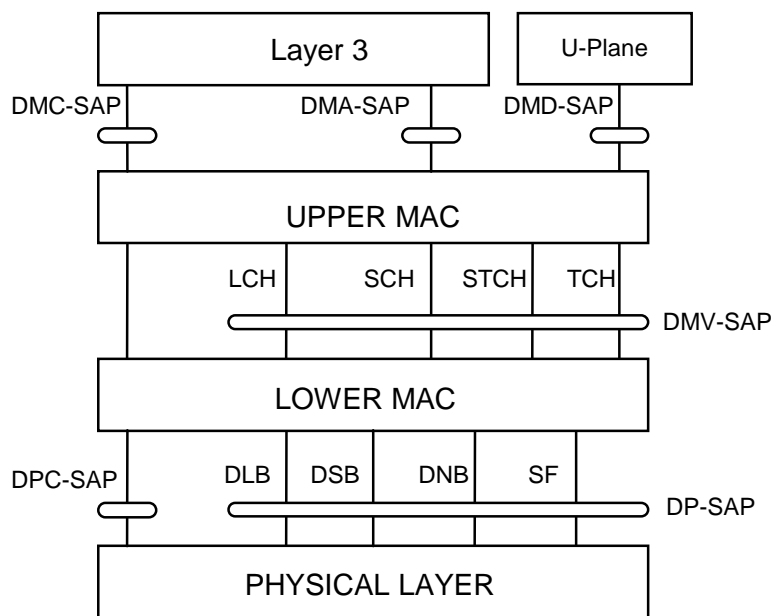 Layer 3
U-Plane
DMC-SAP
DMA-SAP
DMD-SAP
UPPER MAC
LCH
SCH
STCH
TCH
DMV-SAP
LOWER MAC
DPC-SAP
DLB
DSB
DNB
SF
DP-SAP
PHYSICAL LAYER